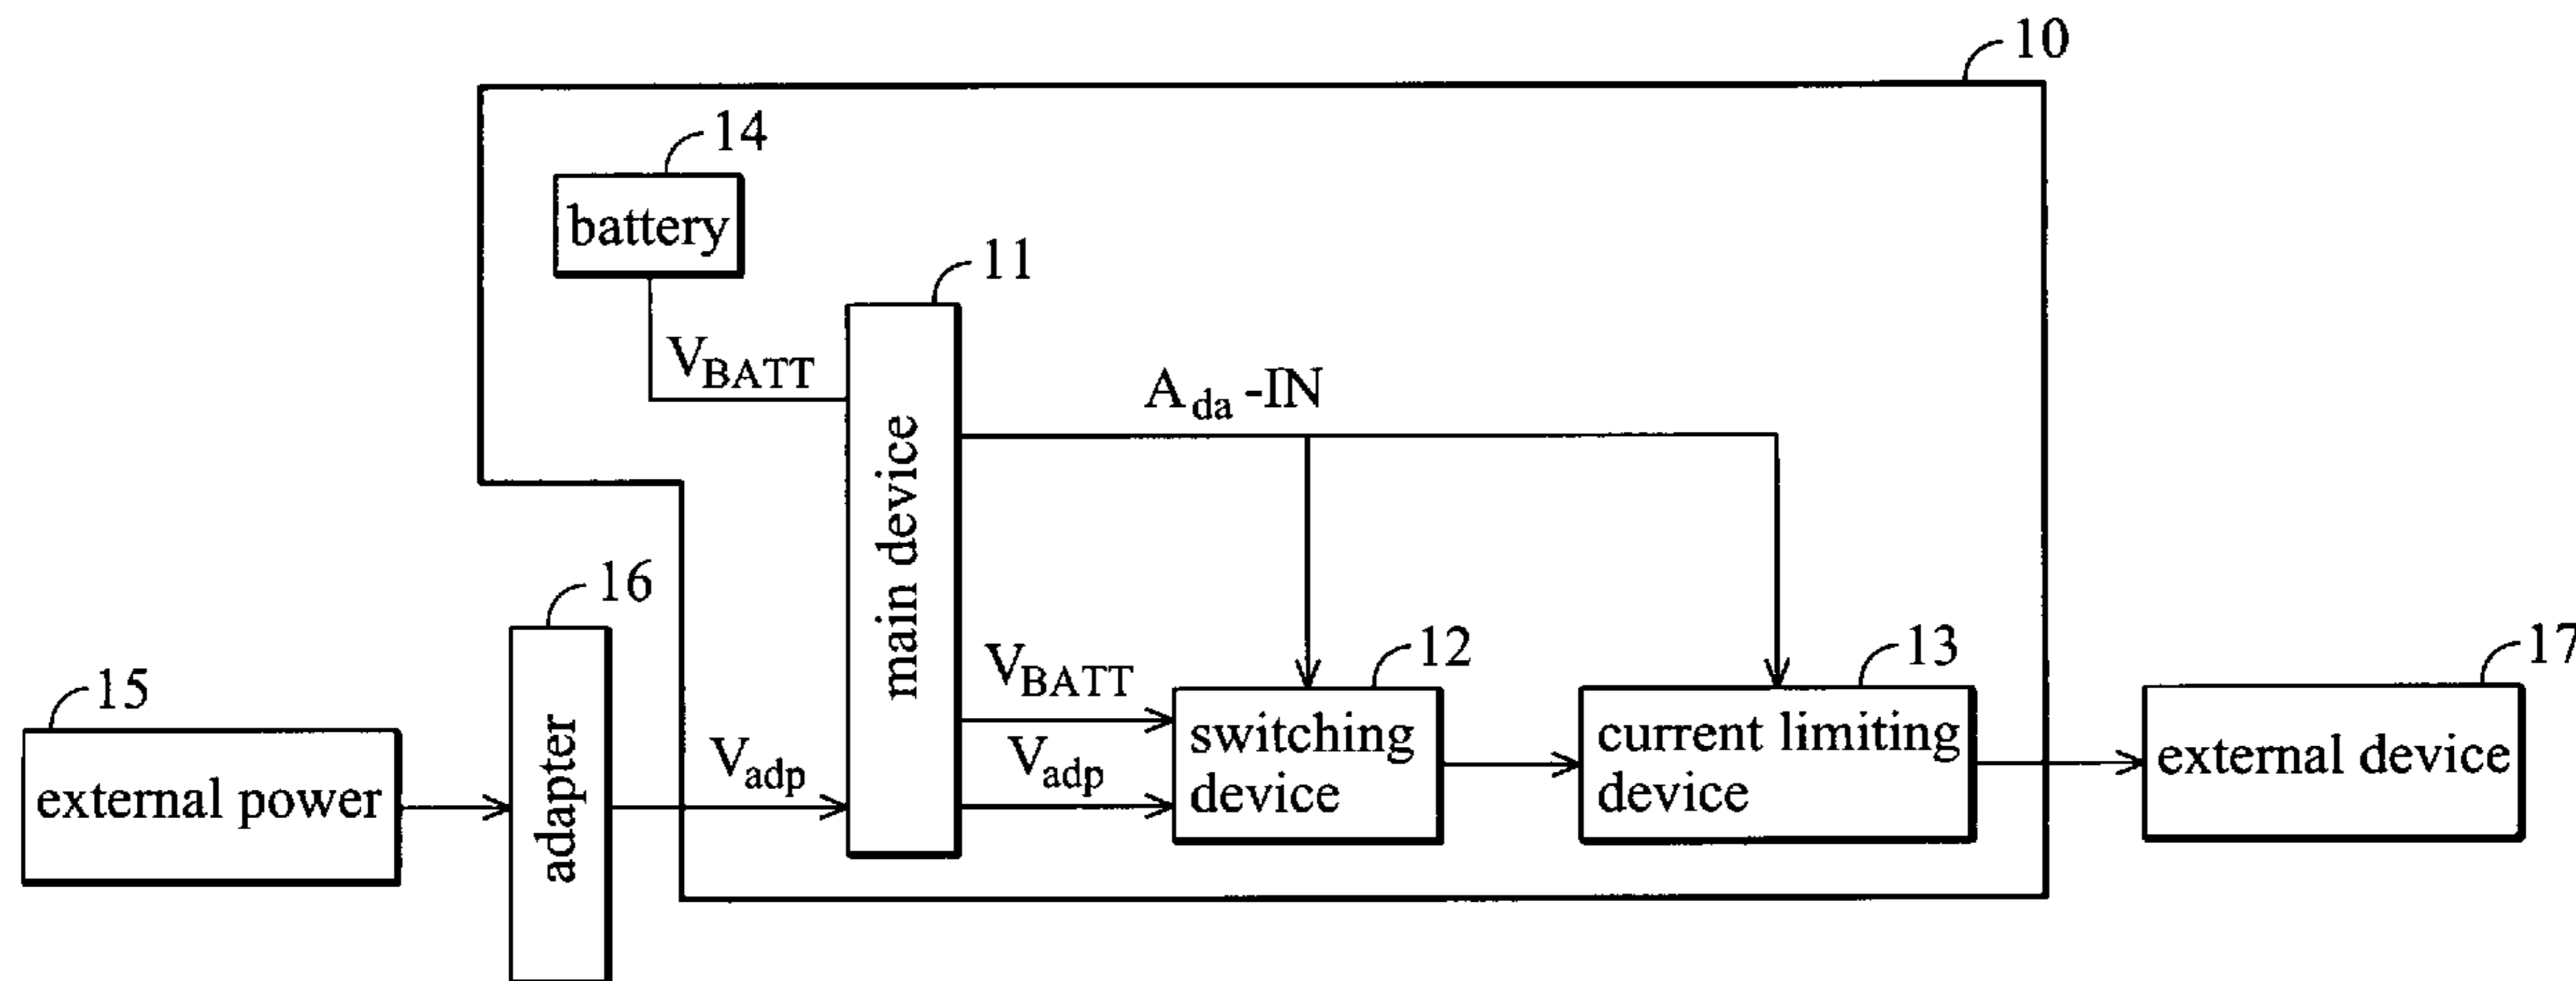 10
14
battery
11
V_BATT
A_da -IN
main device
16
15
external power
adapter
V_adp
V_BATT
V_adp
12
switching
device
13
current limiting
device
17
external device